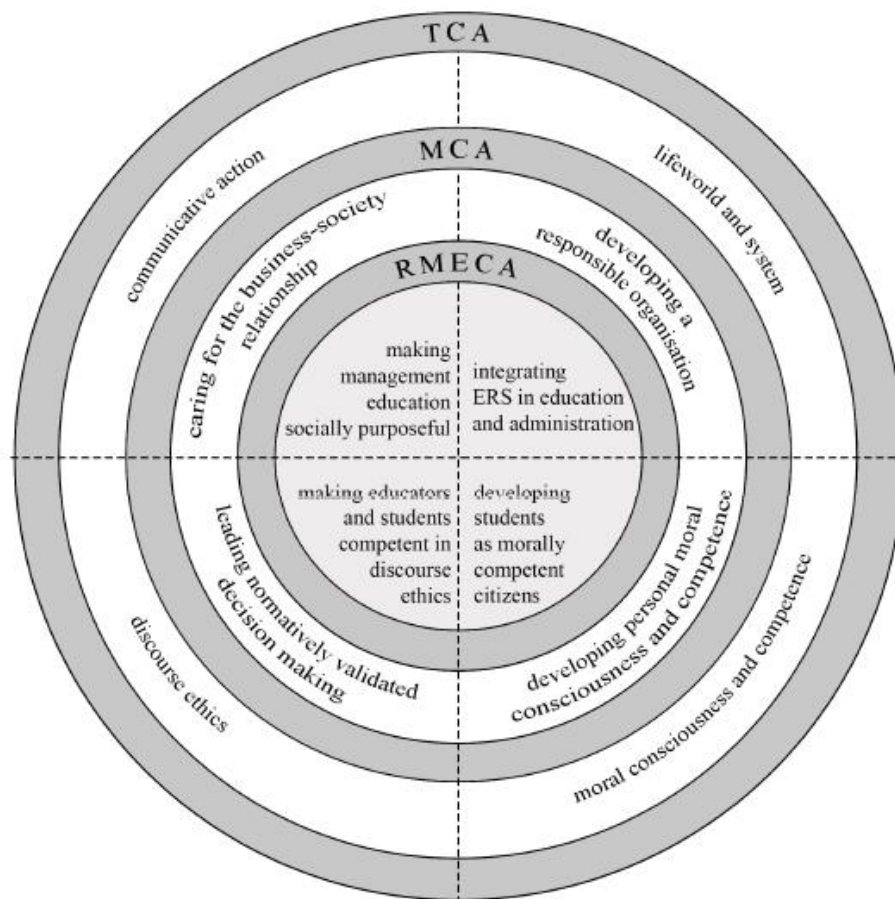 TCA
communicative action
lifeworld and system
MCA
caring for the business-society
relationship
developing a
responsible organisation
RMECA
making
management
education
socially purposeful
integrating
ERS in education
and administration
making educators
and students
competent in
discourse
ethics
developing
students
as morally
competent
citizens
leading normatively validated
decision making
developing personal moral
consciousness and competence
discourse ethics
moral consciousness and competence